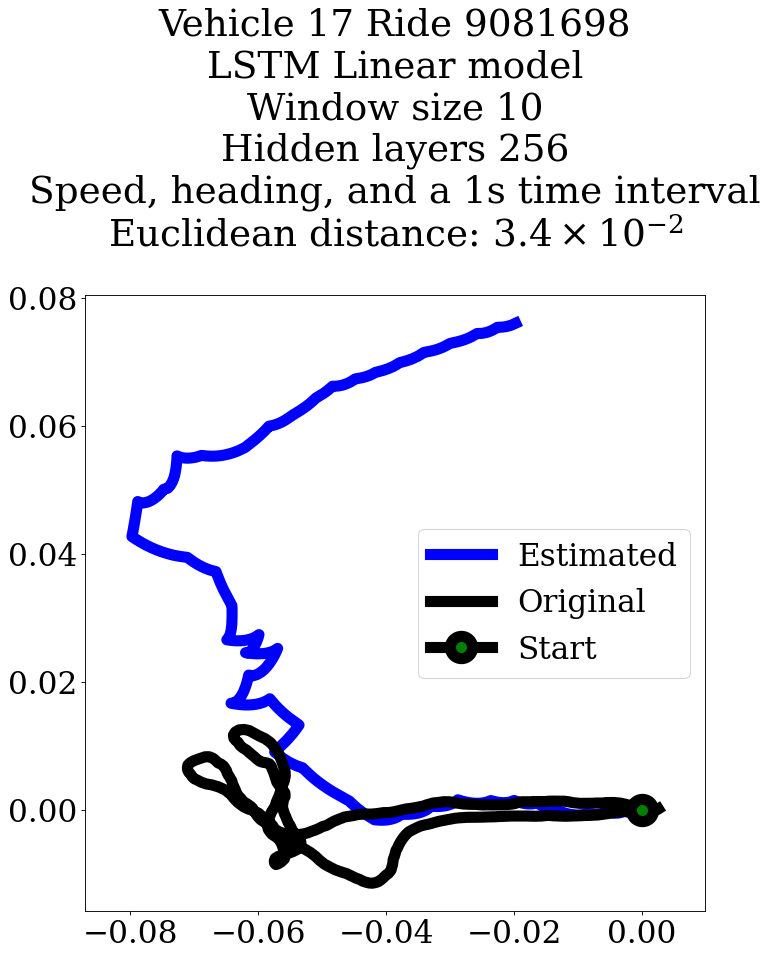 Vehicle 17 Ride 9081698
LSTM Linear model
Window size 10
Hidden layers 256
Speed, heading, and a 1s time interval
Euclidean distance: 3.4 × 10⁻²
0.08
0.06
0.04
0.02
0.00
Estimated
Original
Start
−0.08 −0.06 −0.04 −0.02 0.00